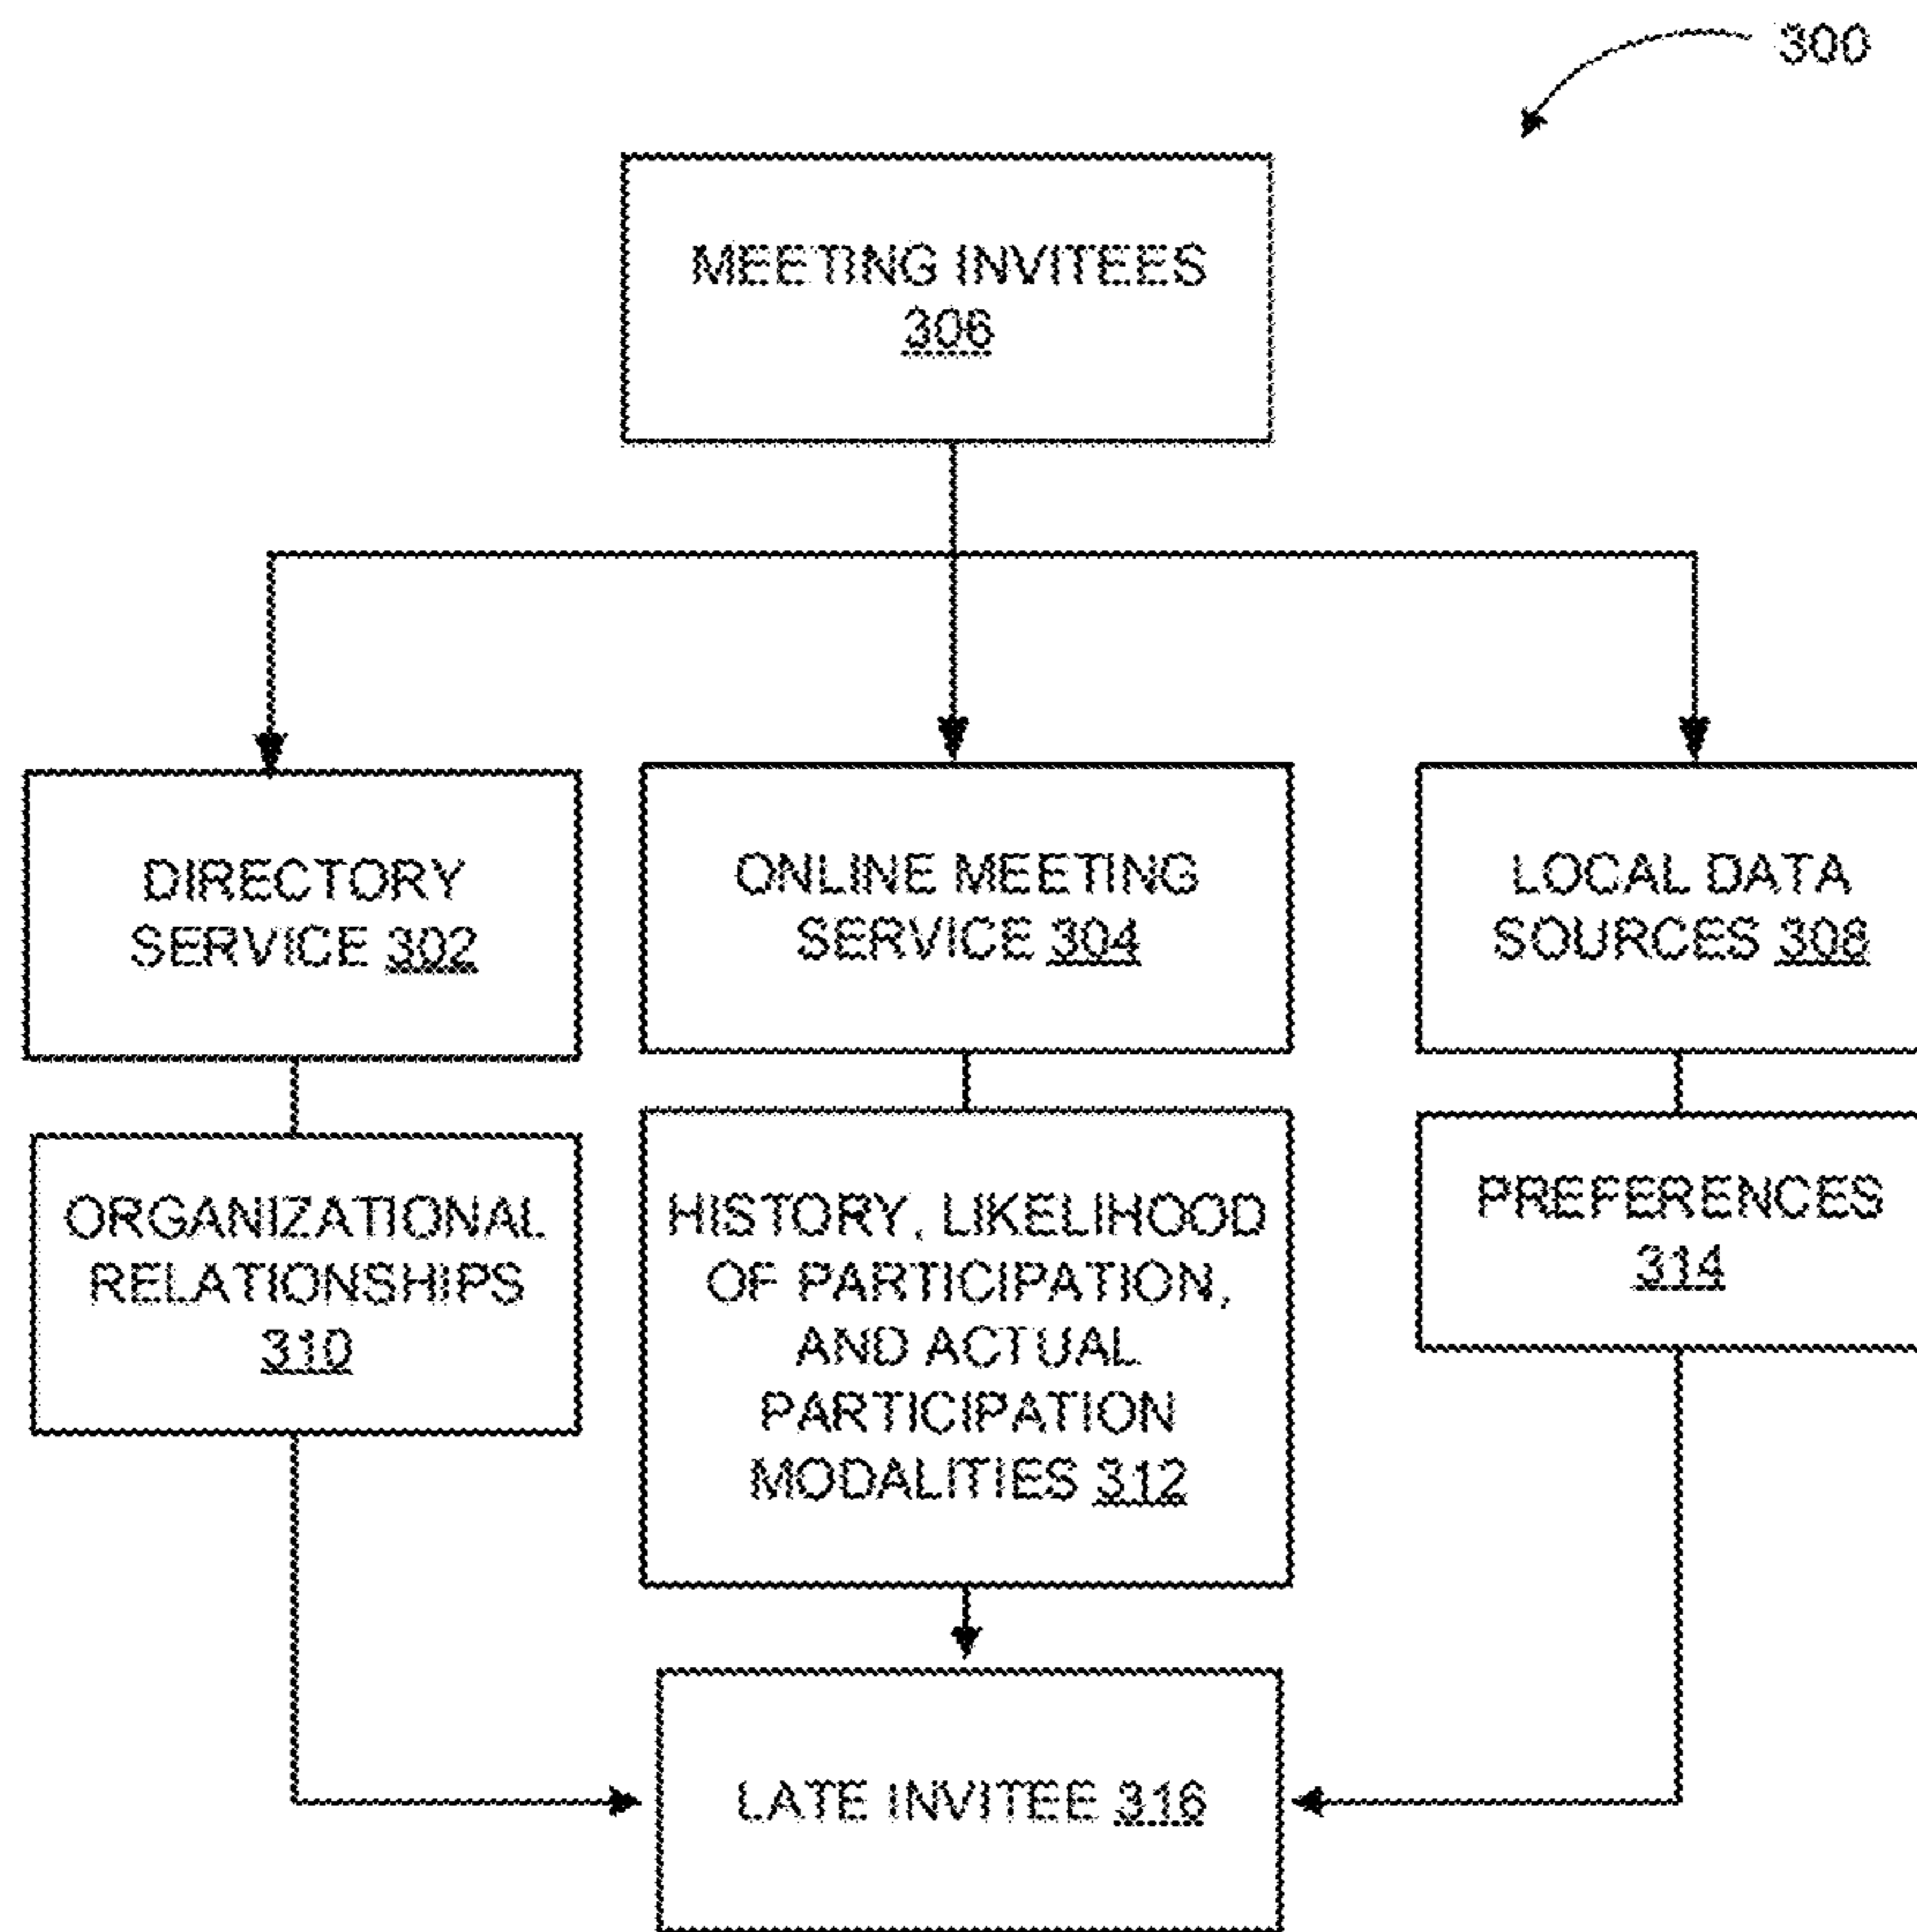 300
MEETING INVITEES
306
DIRECTORY
SERVICE 302
ONLINE MEETING
SERVICE 304
LOCAL DATA
SOURCES 308
ORGANIZATIONAL
RELATIONSHIPS
310
HISTORY, LIKELIHOOD
OF PARTICIPATION,
AND ACTUAL
PARTICIPATION
MODALITIES 312
PREFERENCES
314
LATE INVITEE 316